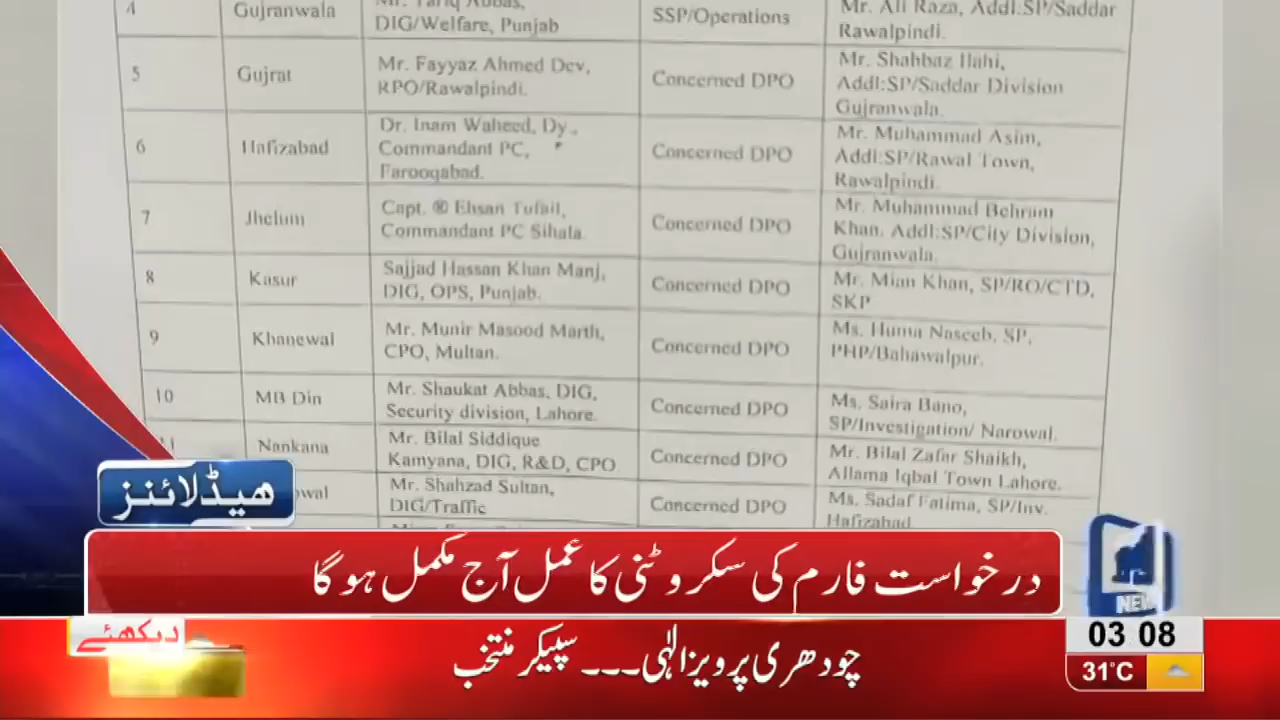 4 Gujranwala Mr. Tariq Abbas, DIG/Welfare, Punjab SSP/Operations Mr. Ali Raza, Addl:SP/Saddar Rawalpindi.
5 Gujrat Mr. Fayyaz Ahmed Dev, RPO/Rawalpindi. Concerned DPO Mr. Shahbaz Ilahi, Addl:SP/Saddar Division Gujranwala.
6 Hafizabad Dr. Inam Waheed, Dy., Commandant PC, Farooqabad. Concerned DPO Mr. Muhammad Asim, Addl:SP/Rawal Town, Rawalpindi.
7 Jhelum Capt. ® Ehsan Tufail, Commandant PC Sihala. Concerned DPO Mr. Muhammad Behram Khan. Addl:SP/City Division, Gujranwala.
8 Kasur Sajjad Hassan Khan Manj, DIG, OPS, Punjab. Concerned DPO Mr. Mian Khan, SP/RO/CTD, SKP
9 Khanewal Mr. Munir Masood Marth, CPO, Multan. Concerned DPO Ms. Huma Naseeb, SP, PHP/Bahawalpur.
10 MB Din Mr. Shaukat Abbas, DIG, Security division, Lahore. Concerned DPO Ms. Saira Bano, SP/Investigation/ Narowal.
11 Nankana Mr. Bilal Siddique Kamyana, DIG, R&D, CPO Concerned DPO Mr. Bilal Zafar Shaikh, Allama Iqbal Town Lahore.
Mr. Shahzad Sultan, DIG/Traffic Concerned DPO Ms. Sadaf Fatima, SP/Inv. Hafizabad.
ہیڈلائنز
درخواست فارم کی سکروٹنی کا عمل آج مکمل ہوگا
NEWS
دیکھئے
چودھری پرویز الٰہی ۔۔۔ سپیکر منتخب
03 08
31°C